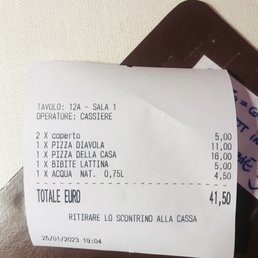 TAVOLO: 12A - SALA 1
OPERATORE: CASSIERE
2 X coperto 5,00
1 X PIZZA DIAVOLA 11,00
1 X PIZZA DELLA CASA 16,00
1 X BIBITE LATTINA 5,00
1 X ACQUA NAT. 0,75L 4,50
TOTALE EURO 41,50
RITIRARE LO SCONTRINO ALLA CASSA
25/01/2023 19:04